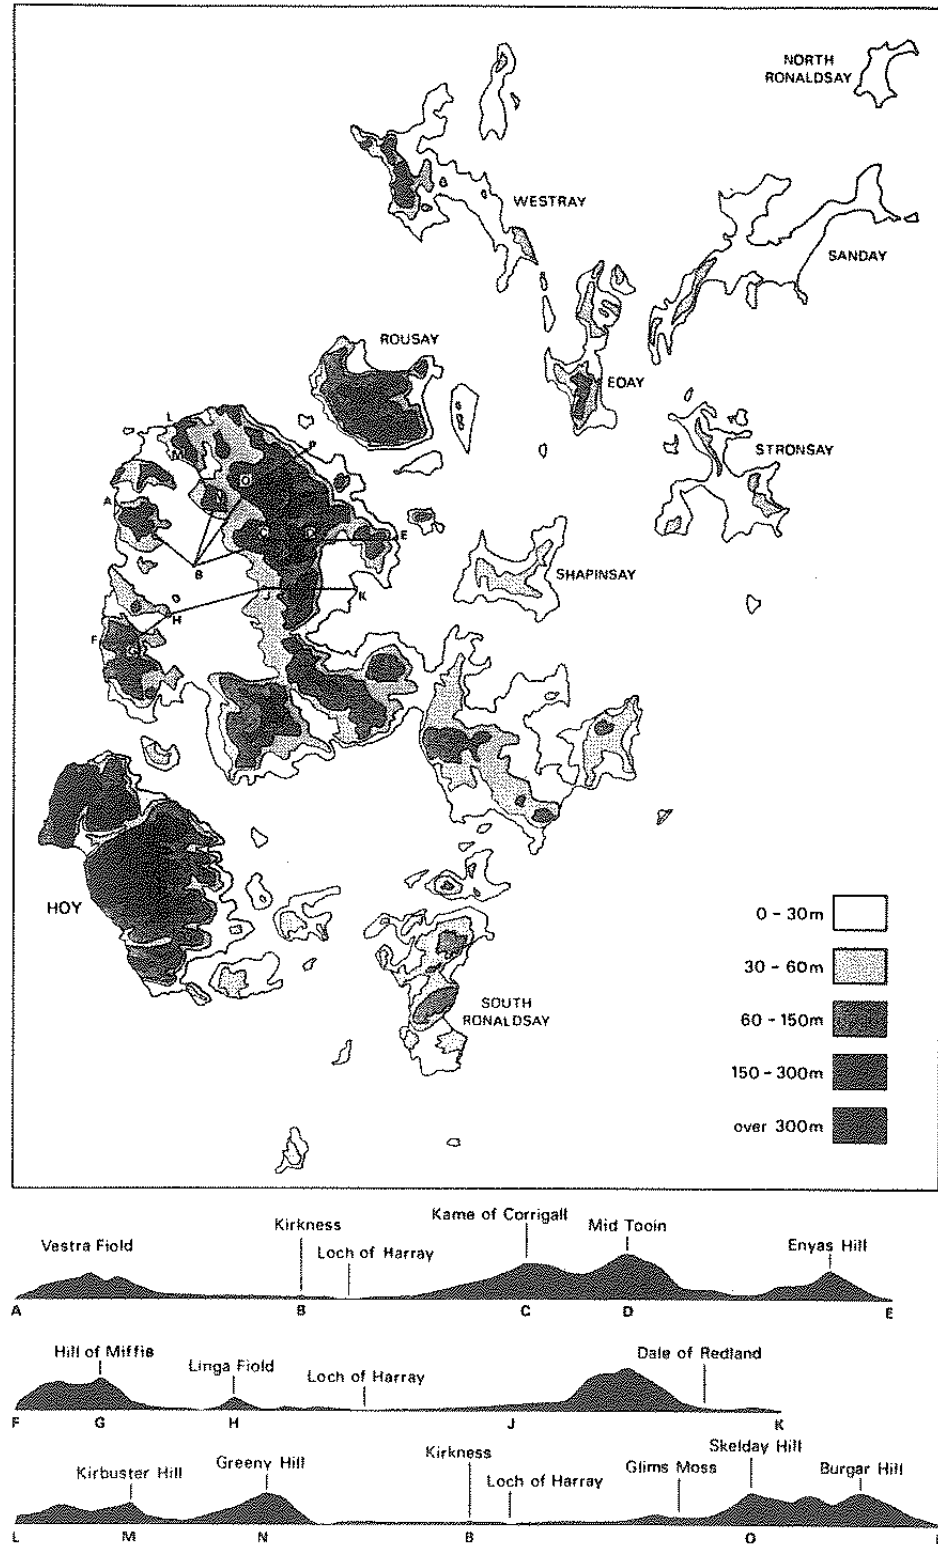 NORTH
RONALDSAY
WESTRAY
SANDAY
ROUSAY
EDAY
STRONSAY
L
P
M
O
A
N
C
D
E
B
SHAPINSAY
J
K
H
F
G
HOY
0 - 30m
30 - 60m
SOUTH
RONALDSAY
60 - 150m
150 - 300m
over 300m
Vestra Fiold
Kirkness
Loch of Harray
Kame of Corrigall
Mid Tooin
Enyas Hill
A B C D E
Hill of Miffia
Linga Fiold
Loch of Harray
Dale of Redland
F G H J K
Kirbuster Hill
Greeny Hill
Kirkness
Loch of Harray
Glims Moss
Skelday Hill
Burgar Hill
L M N B O